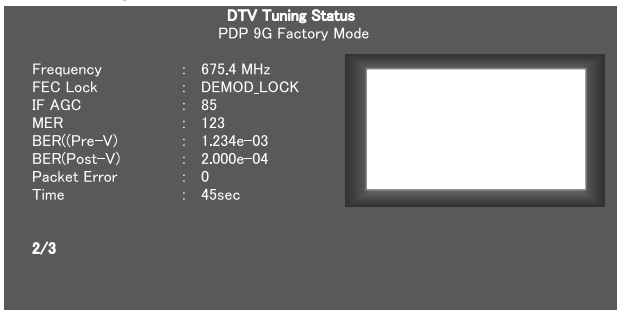 DTV Tuning Status
PDP 9G Factory Mode
Frequency : 675.4 MHz
FEC Lock : DEMOD_LOCK
IF AGC : 85
MER : 123
BER((Pre-V) : 1.234e-03
BER(Post-V) : 2.000e-04
Packet Error : 0
Time : 45sec
2/3